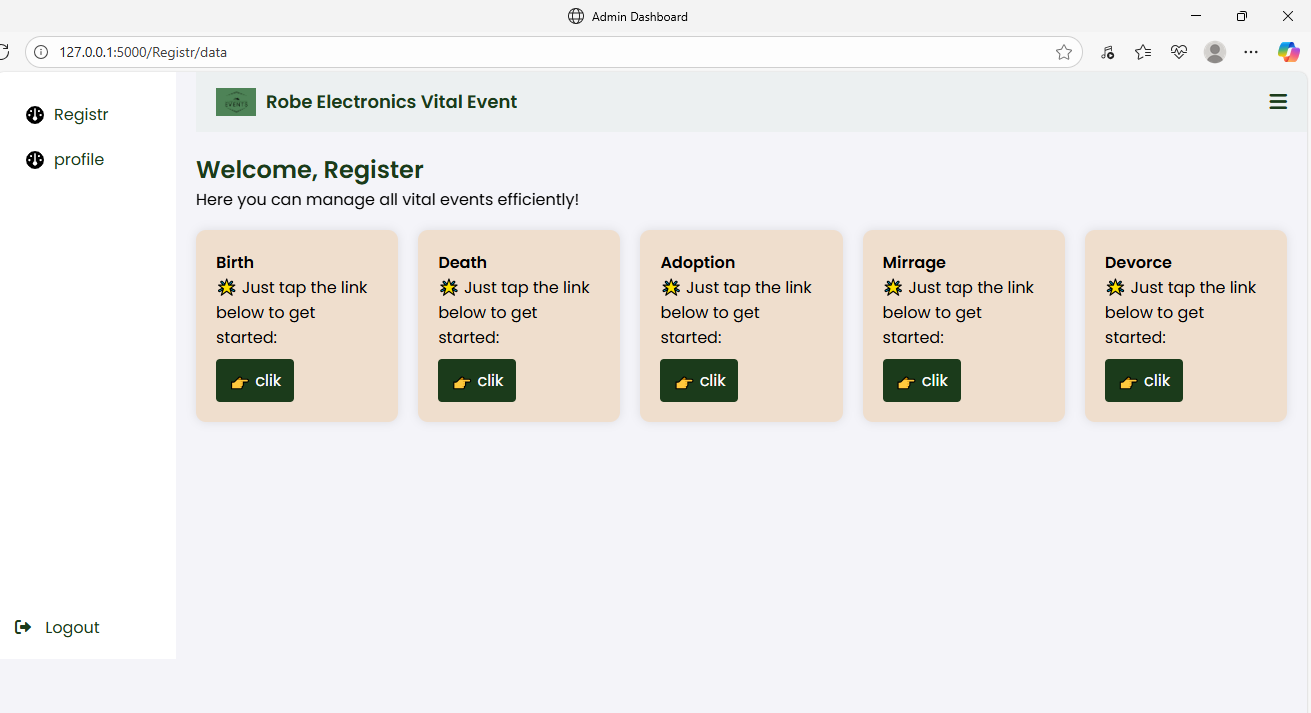 Admin Dashboard
127.0.0.1:5000/Registr/data
Registr
profile
EVENTS
Robe Electronics Vital Event
Welcome, Register
Here you can manage all vital events efficiently!
Birth
🌟 Just tap the link
below to get
started:
👉 clik
Death
🌟 Just tap the link
below to get
started:
👉 clik
Adoption
🌟 Just tap the link
below to get
started:
👉 clik
Mirrage
🌟 Just tap the link
below to get
started:
👉 clik
Devorce
🌟 Just tap the link
below to get
started:
👉 clik
Logout